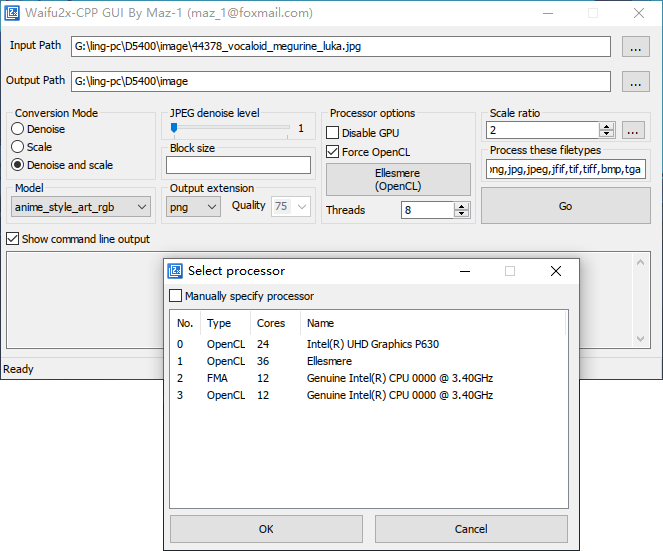 Waifu2x-CPP GUI By Maz-1 (maz_1@foxmail.com)
Input Path G:\ling-pc\D5400\image\44378_vocaloid_megurine_luka.jpg ...
Output Path G:\ling-pc\D5400\image ...
Conversion Mode
Denoise
Scale
Denoise and scale
JPEG denoise level
1
Block size
Processor options
Disable GPU
Force OpenCL
Ellesmere
(OpenCL)
Threads 8
Scale ratio
2 ...
Process these filetypes
png,jpg,jpeg,jfif,tif,tiff,bmp,tga
Model
anime_style_art_rgb
Output extension
png Quality 75
Go
Show command line output
Ready
Select processor
Manually specify processor
No. Type Cores Name
0 OpenCL 24 Intel(R) UHD Graphics P630
1 OpenCL 36 Ellesmere
2 FMA 12 Genuine Intel(R) CPU 0000 @ 3.40GHz
3 OpenCL 12 Genuine Intel(R) CPU 0000 @ 3.40GHz
OK Cancel